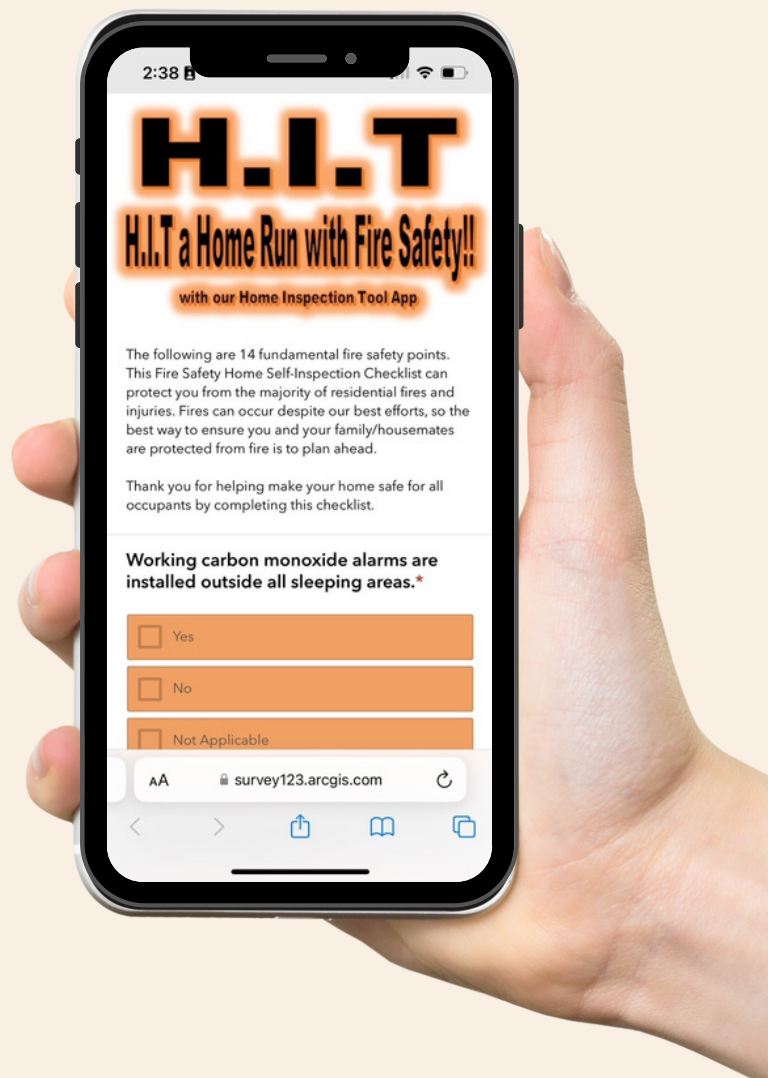 2:38
H.I.T
H.I.T a Home Run with Fire Safety!!
with our Home Inspection Tool App
The following are 14 fundamental fire safety points.
This Fire Safety Home Self-Inspection Checklist can
protect you from the majority of residential fires and
injuries. Fires can occur despite our best efforts, so the
best way to ensure you and your family/housemates
are protected from fire is to plan ahead.
Thank you for helping make your home safe for all
occupants by completing this checklist.
Working carbon monoxide alarms are
installed outside all sleeping areas.*
Yes
No
Not Applicable
AA survey123.arcgis.com